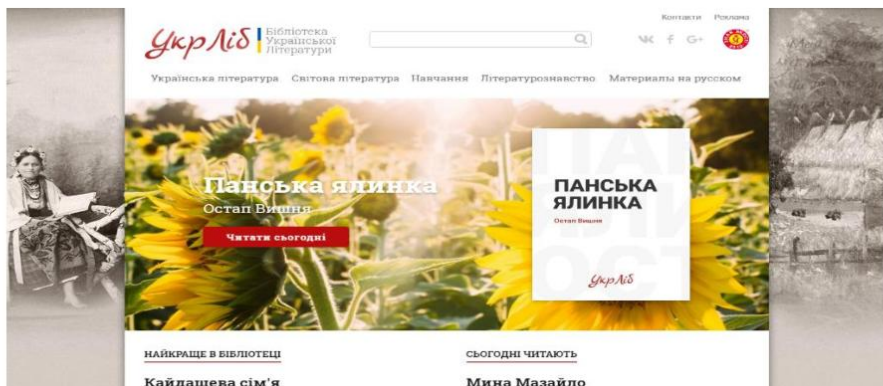 Контакти Реклама
УкрЛіб
Бібліотека
Української
Літератури
Українська література Світова література Навчання Літературознавство Материалы на русском
Панська ялинка
Остап Вишня
Читати сьогодні
ПАНСЬКА
ЯЛИНКА
Остап Вишня
УкрЛіб
НАЙКРАЩЕ В БІБЛІОТЕЦІ
СЬОГОДНІ ЧИТАЮТЬ
Кайдашева сім'я
Мина Мазайло